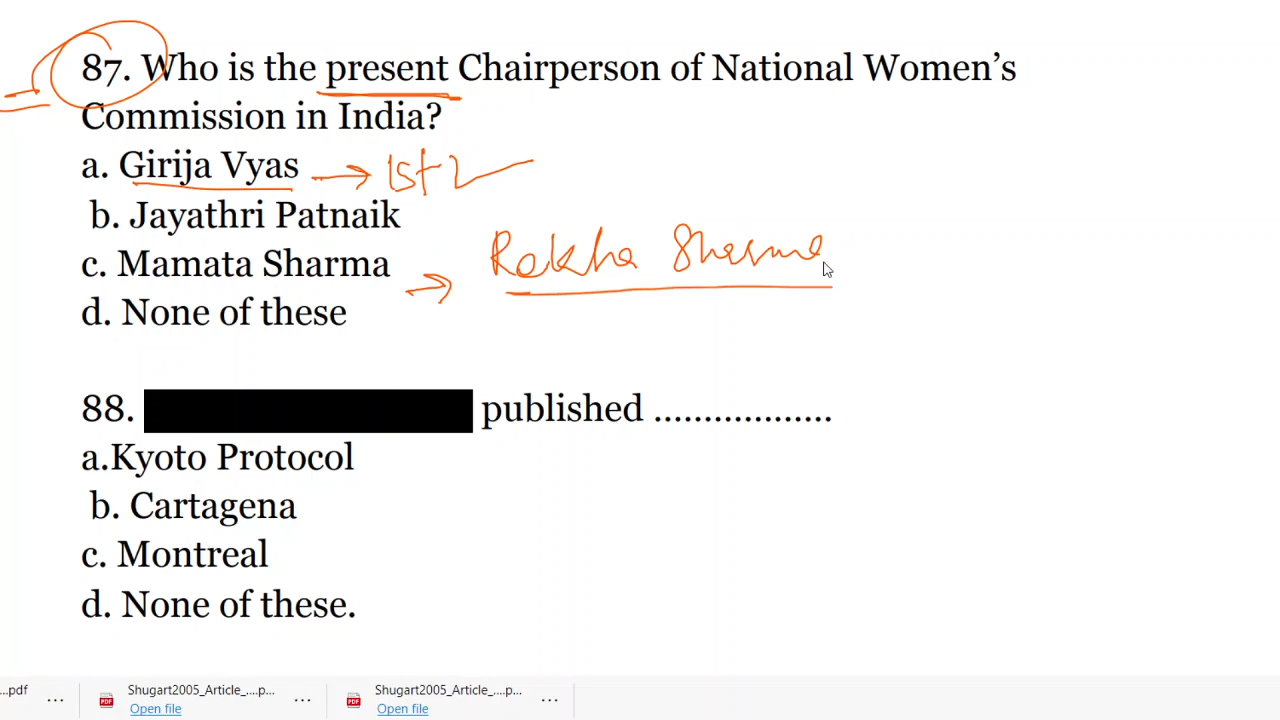 87. Who is the present Chairperson of National Women's
Commission in India?
a. Girija Vyas → 1st
b. Jayathri Patnaik
Rekha Sharma
c. Mamata Sharma
d. None of these
88. published ..................
a.Kyoto Protocol
b. Cartagena
c. Montreal
d. None of these.
...pdf
Shugart2005_Article_....p...
Open file
Shugart2005_Article_....p...
Open file